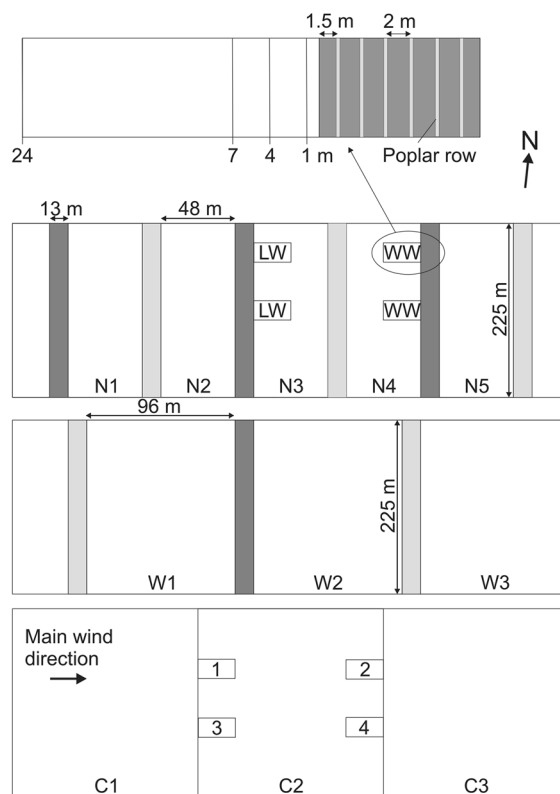 1.5 m 2 m
24 7 4 1 m Poplar row
N
13 m 48 m
LW WW
LW WW
225 m
N1 N2 N3 N4 N5
96 m
225 m
W1 W2 W3
Main wind
direction
1 2
3 4
C1 C2 C3